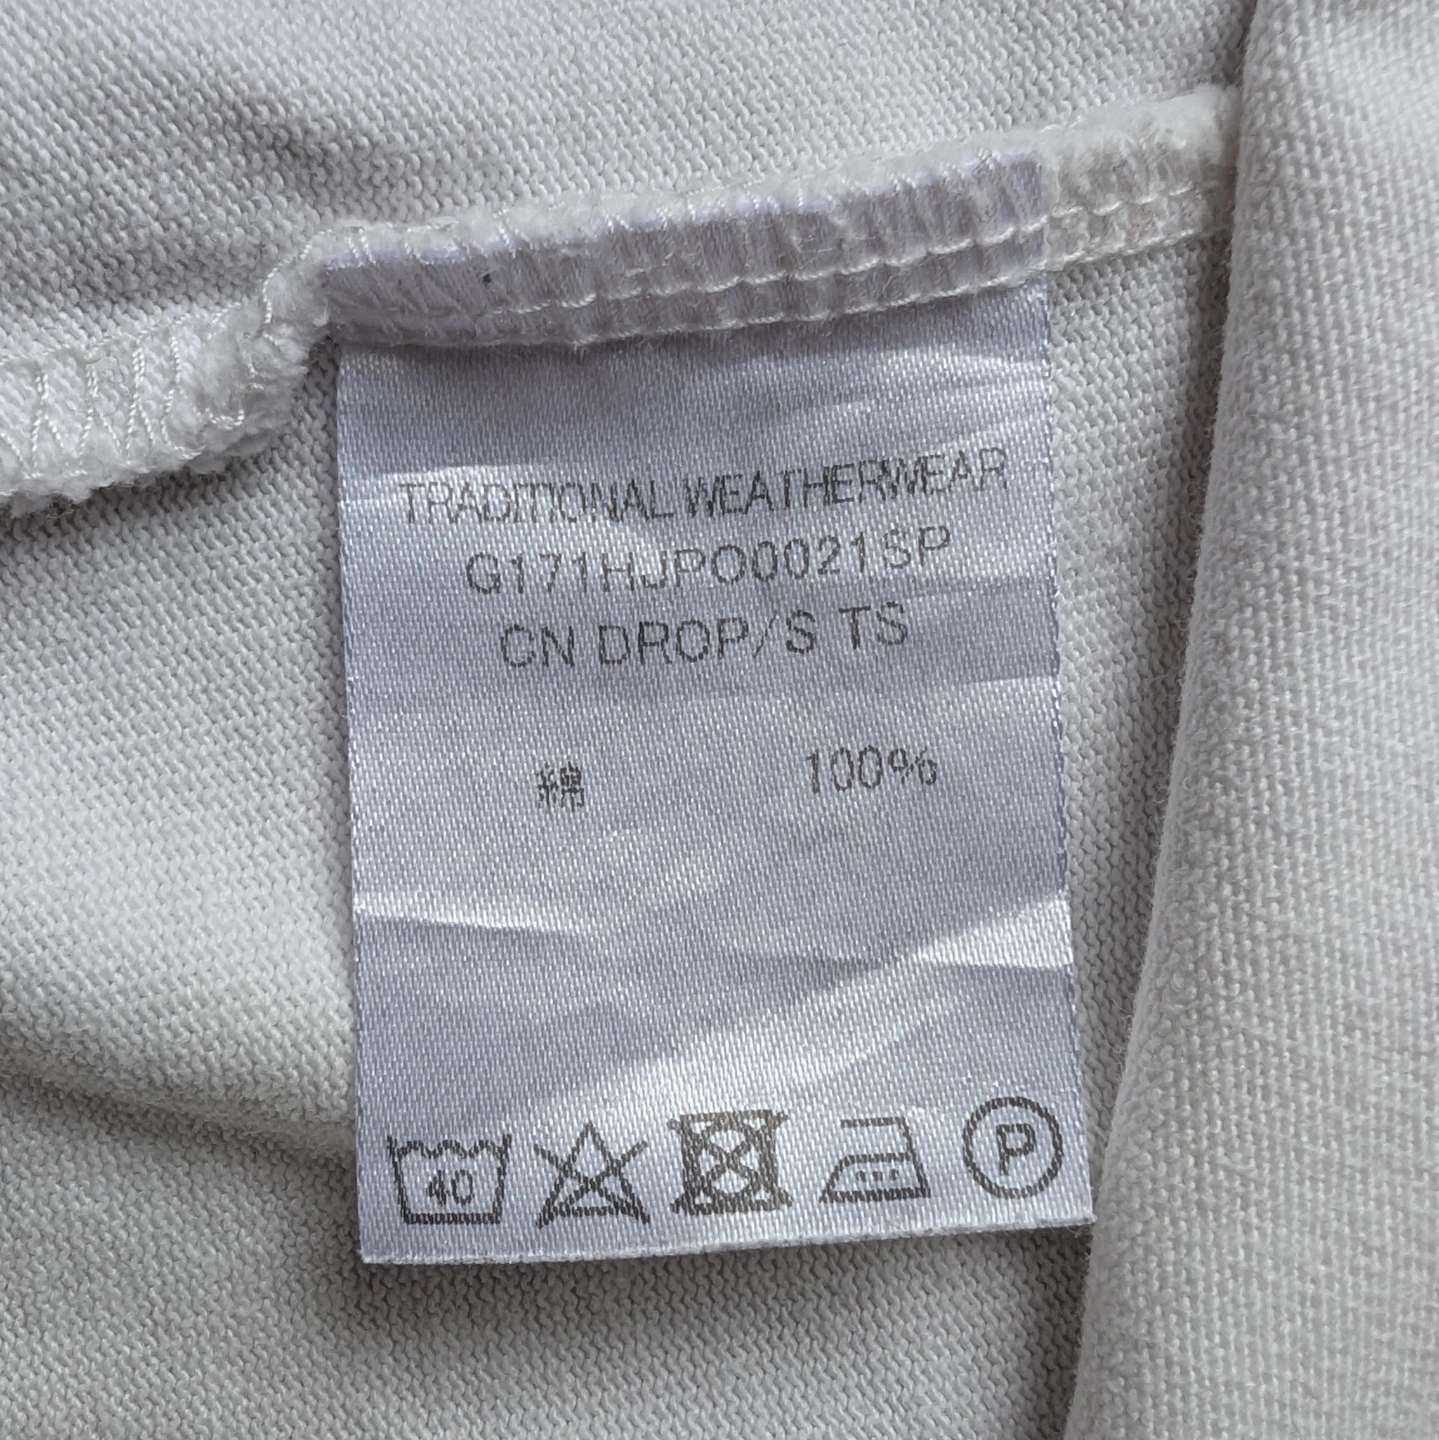 TRADITIONAL WEATHERWEAR
G171HJPO0021SP
CN DROP/S TS
綿 100%
40 P